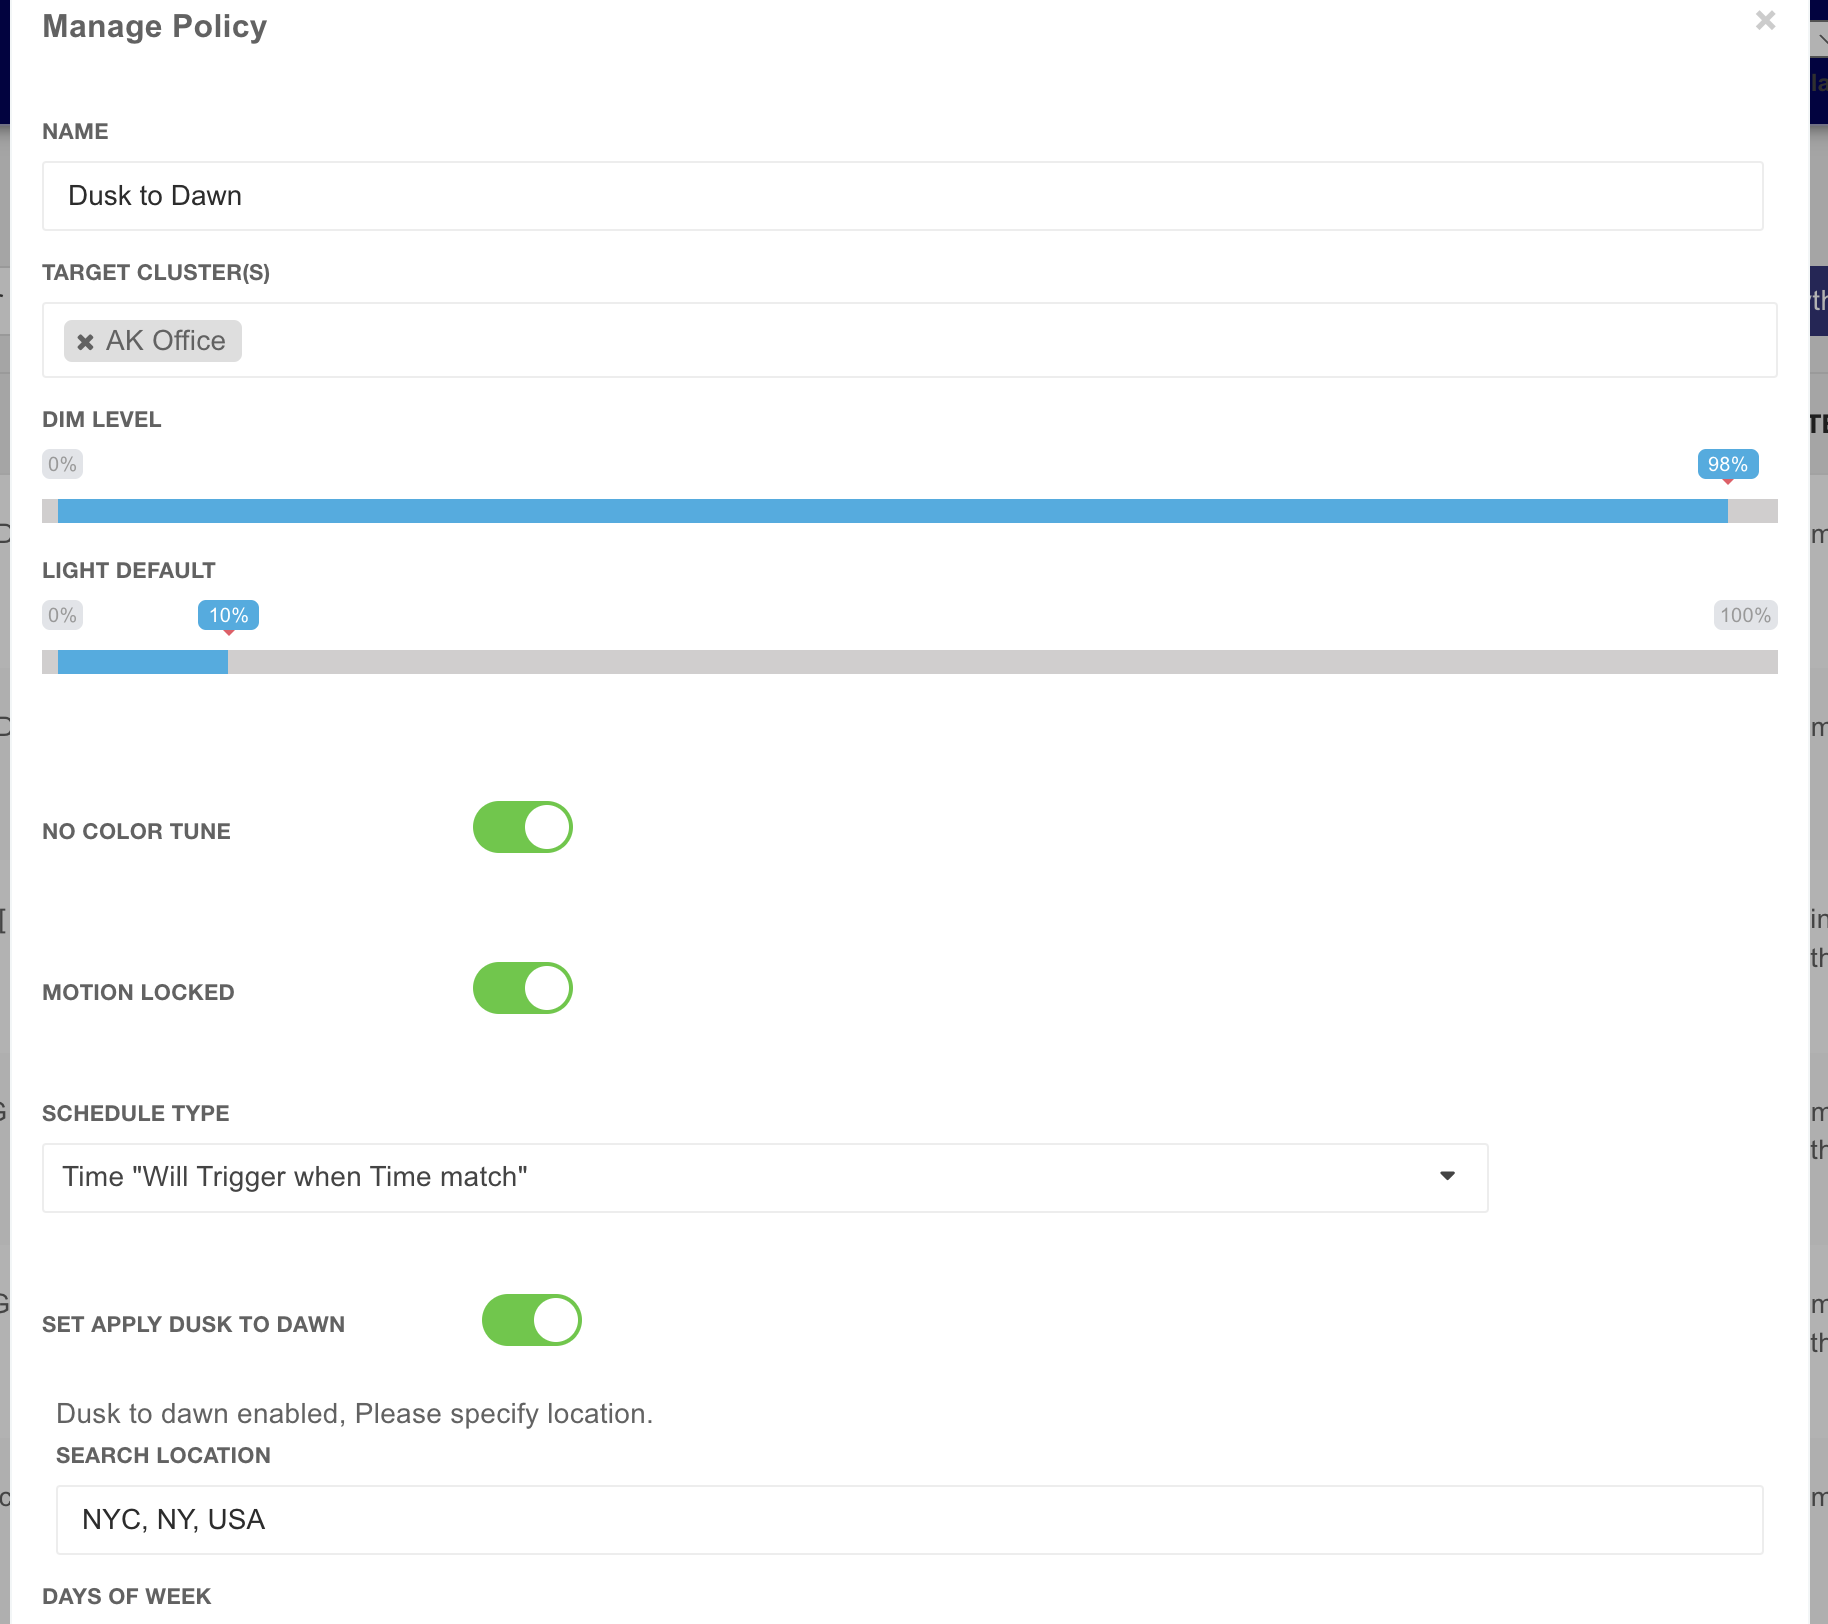 Manage Policy
NAME
Dusk to Dawn
TARGET CLUSTER(S)
AK Office
DIM LEVEL
0% 98%
LIGHT DEFAULT
0% 10% 100%
NO COLOR TUNE
MOTION LOCKED
SCHEDULE TYPE
Time "Will Trigger when Time match"
SET APPLY DUSK TO DAWN
Dusk to dawn enabled, Please specify location.
SEARCH LOCATION
NYC, NY, USA
DAYS OF WEEK